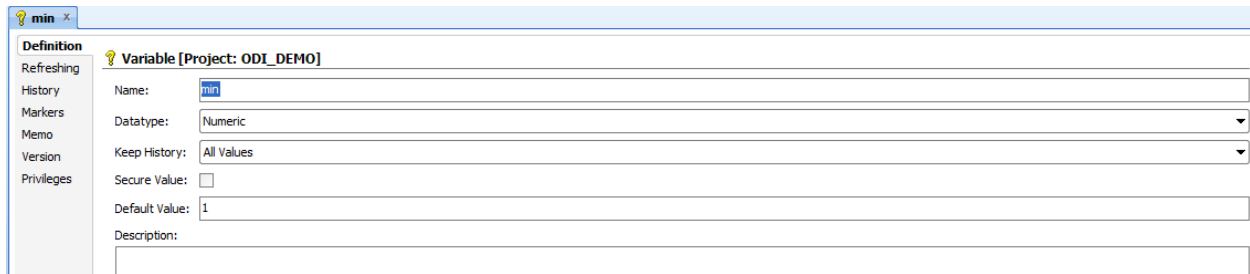 min x
Definition
Refreshing
History
Markers
Memo
Version
Privileges
Variable [Project: ODI_DEMO]
Name: min
Datatype: Numeric
Keep History: All Values
Secure Value:
Default Value: 1
Description: